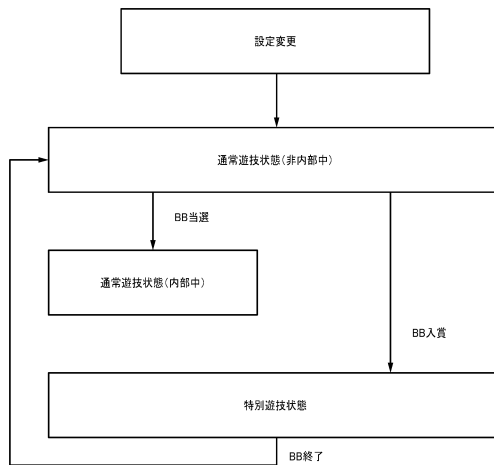 設定変更
通常遊技状態(非内部中)
BB当選
通常遊技状態(内部中)
BB入賞
特別遊技状態
BB終了